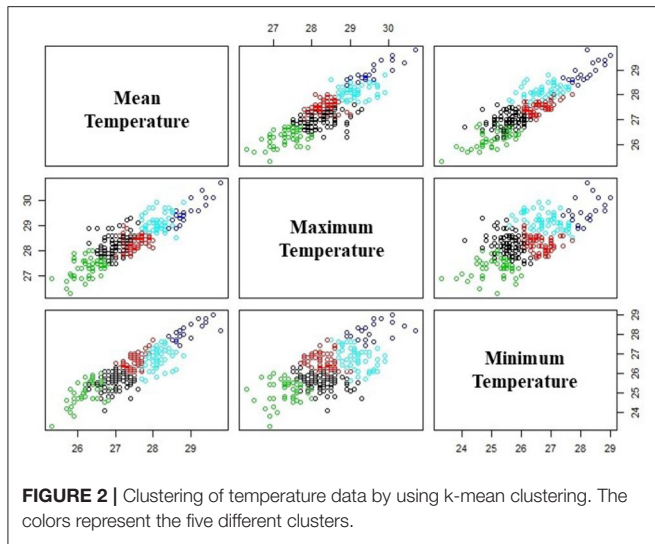 27 28 29 30
Mean
Temperature
26 27 28 29
27 28 29 30
Maximum
Temperature
Minimum
Temperature
24 25 26 27 28 29
26 27 28 29
24 25 26 27 28 29
FIGURE 2 | Clustering of temperature data by using k-mean clustering. The
colors represent the five different clusters.